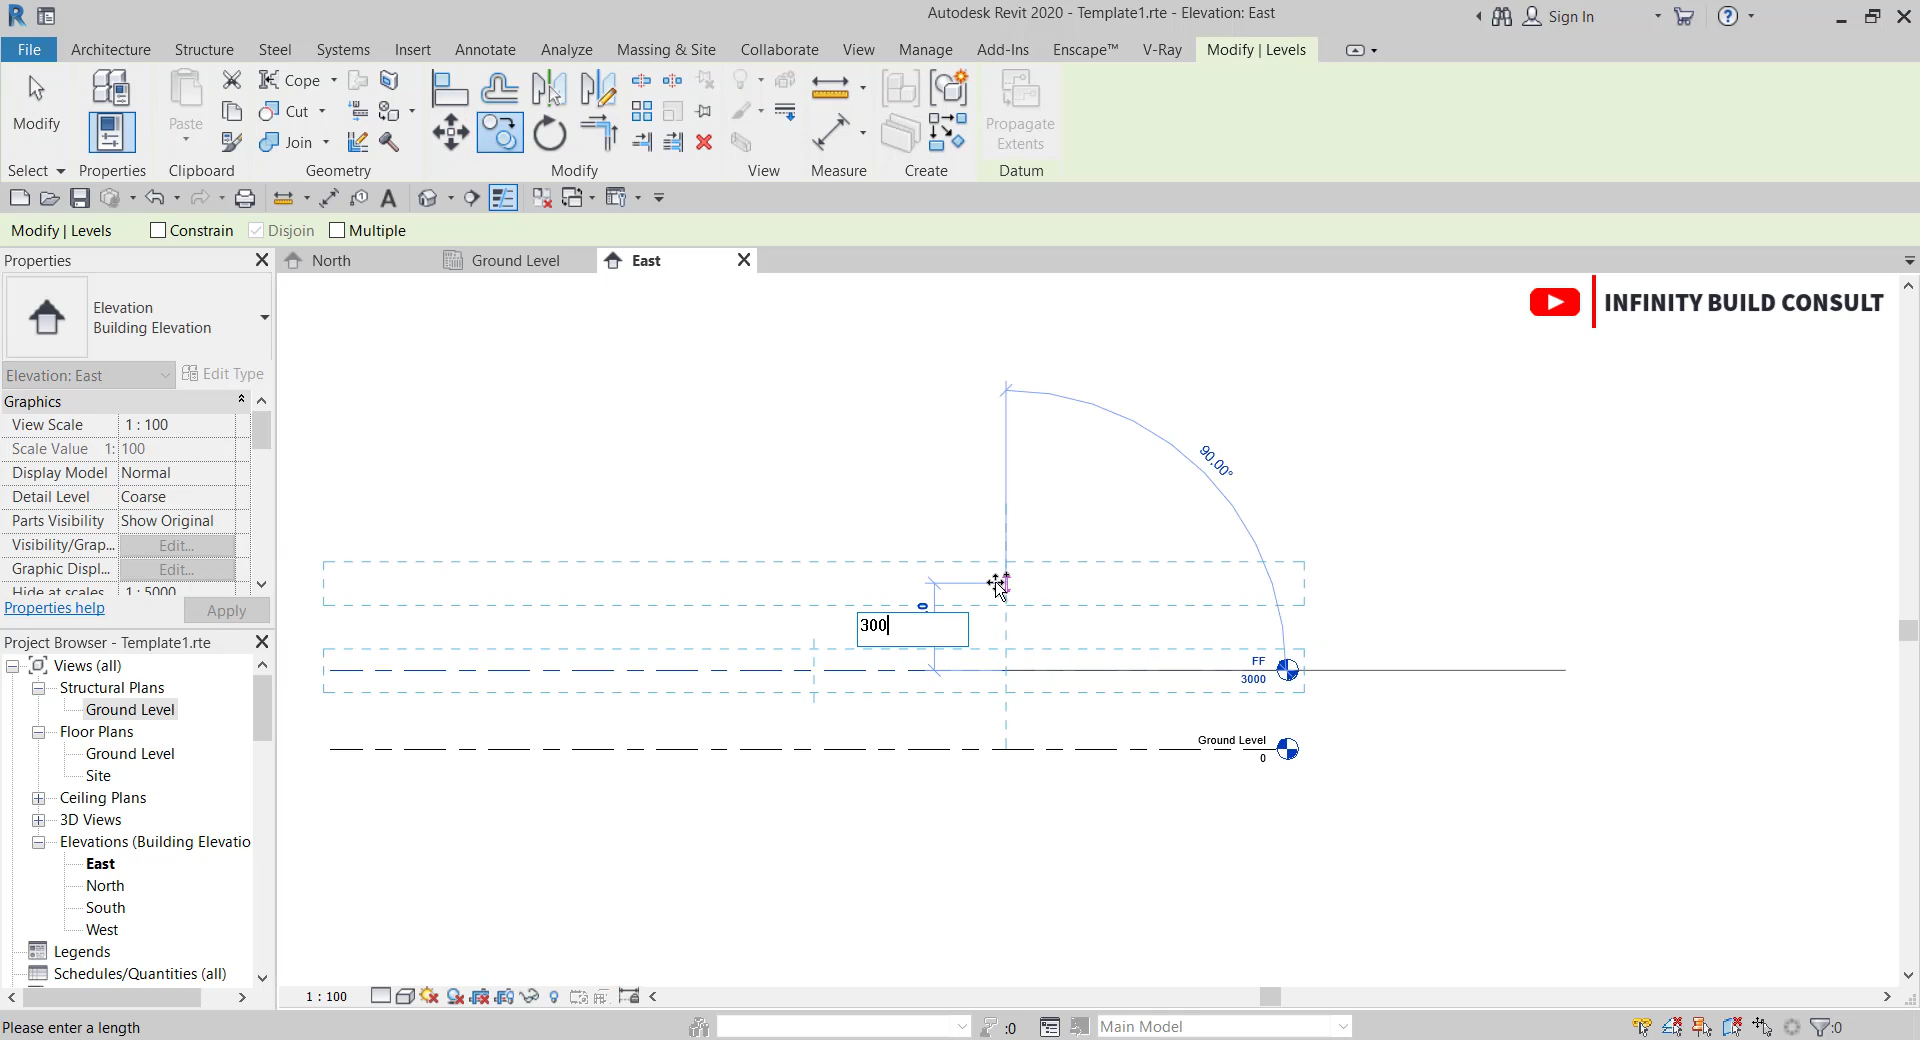 Autodesk Revit 2020 - Template1.rte - Elevation: East
Sign In
File Architecture Structure Steel Systems Insert Annotate Analyze Massing & Site Collaborate View Manage Add-Ins Enscape™ V-Ray Modify | Levels
Modify
Paste
Cope
Cut
Join
Propagate
Extents
Select Properties Clipboard Geometry Modify View Measure Create Datum
Modify | Levels Constrain Disjoin Multiple
Properties
North Ground Level East
Elevation
Building Elevation
INFINITY BUILD CONSULT
Elevation: East Edit Type
Graphics
View Scale 1 : 100
Scale Value 1: 100
Display Model Normal
Detail Level Coarse
Parts Visibility Show Original
Visibility/Grap... Edit...
Graphic Displ... Edit...
Hide at scales 1 : 5000
Properties help Apply
90.00°
0
300
FF
3000
Ground Level
0
Project Browser - Template1.rte
Views (all)
Structural Plans
Ground Level
Floor Plans
Ground Level
Site
Ceiling Plans
3D Views
Elevations (Building Elevatio
East
North
South
West
Legends
Schedules/Quantities (all)
1 : 100
Please enter a length
:0
Main Model
:0